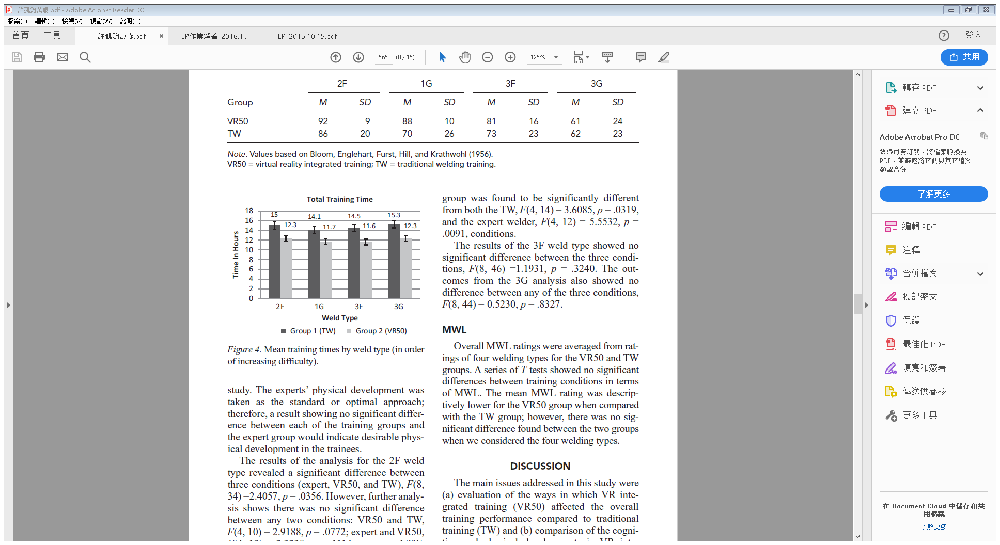 許凱鈞萬歲.pdf - Adobe Acrobat Reader DC
檔案(F) 編輯(E) 檢視(V) 視窗(W) 說明(H)
首頁 工具 許凱鈞萬歲.pdf × LP作業解答-2016.1... LP-2015.10.15.pdf ? 登入
565 (8 / 15) 125% 共用
2F 1G 3F 3G
Group M SD M SD M SD M SD
VR50 92 9 88 10 81 16 61 24
TW 86 20 70 26 73 23 62 23
Note. Values based on Bloom, Englehart, Furst, Hill, and Krathwohl (1956).
VR50 = virtual reality integrated training; TW = traditional welding training.
Total Training Time
Time In Hours
18
16
14
12
10
8
6
4
2
0
15 12.3 14.1 11.7 14.5 11.6 15.3 12.3
2F 1G 3F 3G
Weld Type
Group 1 (TW) Group 2 (VR50)
Figure 4. Mean training times by weld type (in order
of increasing difficulty).
study. The experts’ physical development was
taken as the standard or optimal approach;
therefore, a result showing no significant differ-
ence between each of the training groups and
the expert group would indicate desirable phys-
ical development in the trainees.
The results of the analysis for the 2F weld
type revealed a significant difference between
three conditions (expert, VR50, and TW), F(8,
34) =2.4057, p = .0356. However, further analy-
sis shows there was no significant difference
between any two conditions: VR50 and TW,
F(4, 10) = 2.9188, p = .0772; expert and VR50,
group was found to be significantly different
from both the TW, F(4, 14) = 3.6085, p = .0319,
and the expert welder, F(4, 12) = 5.5532, p =
.0091, conditions.
The results of the 3F weld type showed no
significant difference between the three condi-
tions, F(8, 46) =1.1931, p = .3240. The out-
comes from the 3G analysis also showed no
difference between any of the three conditions,
F(8, 44) = 0.5230, p = .8327.
MWL
Overall MWL ratings were averaged from rat-
ings of four welding types for the VR50 and TW
groups. A series of T tests showed no significant
differences between training conditions in terms
of MWL. The mean MWL rating was descrip-
tively lower for the VR50 group when compared
with the TW group; however, there was no sig-
nificant difference found between the two groups
when we considered the four welding types.
DISCUSSION
The main issues addressed in this study were
(a) evaluation of the ways in which VR inte-
grated training (VR50) affected the overall
training performance compared to traditional
training (TW) and (b) comparison of the cogni-
轉存 PDF
建立 PDF
Adobe Acrobat Pro DC
透過付費訂閱，將檔案轉換為
PDF，並輕鬆將它們與其它檔案
類型合併
了解更多
編輯 PDF
注釋
合併檔案
標記密文
保護
最佳化 PDF
填寫和簽署
傳送供審核
更多工具
在 Document Cloud 中儲存和共
用檔案
了解更多